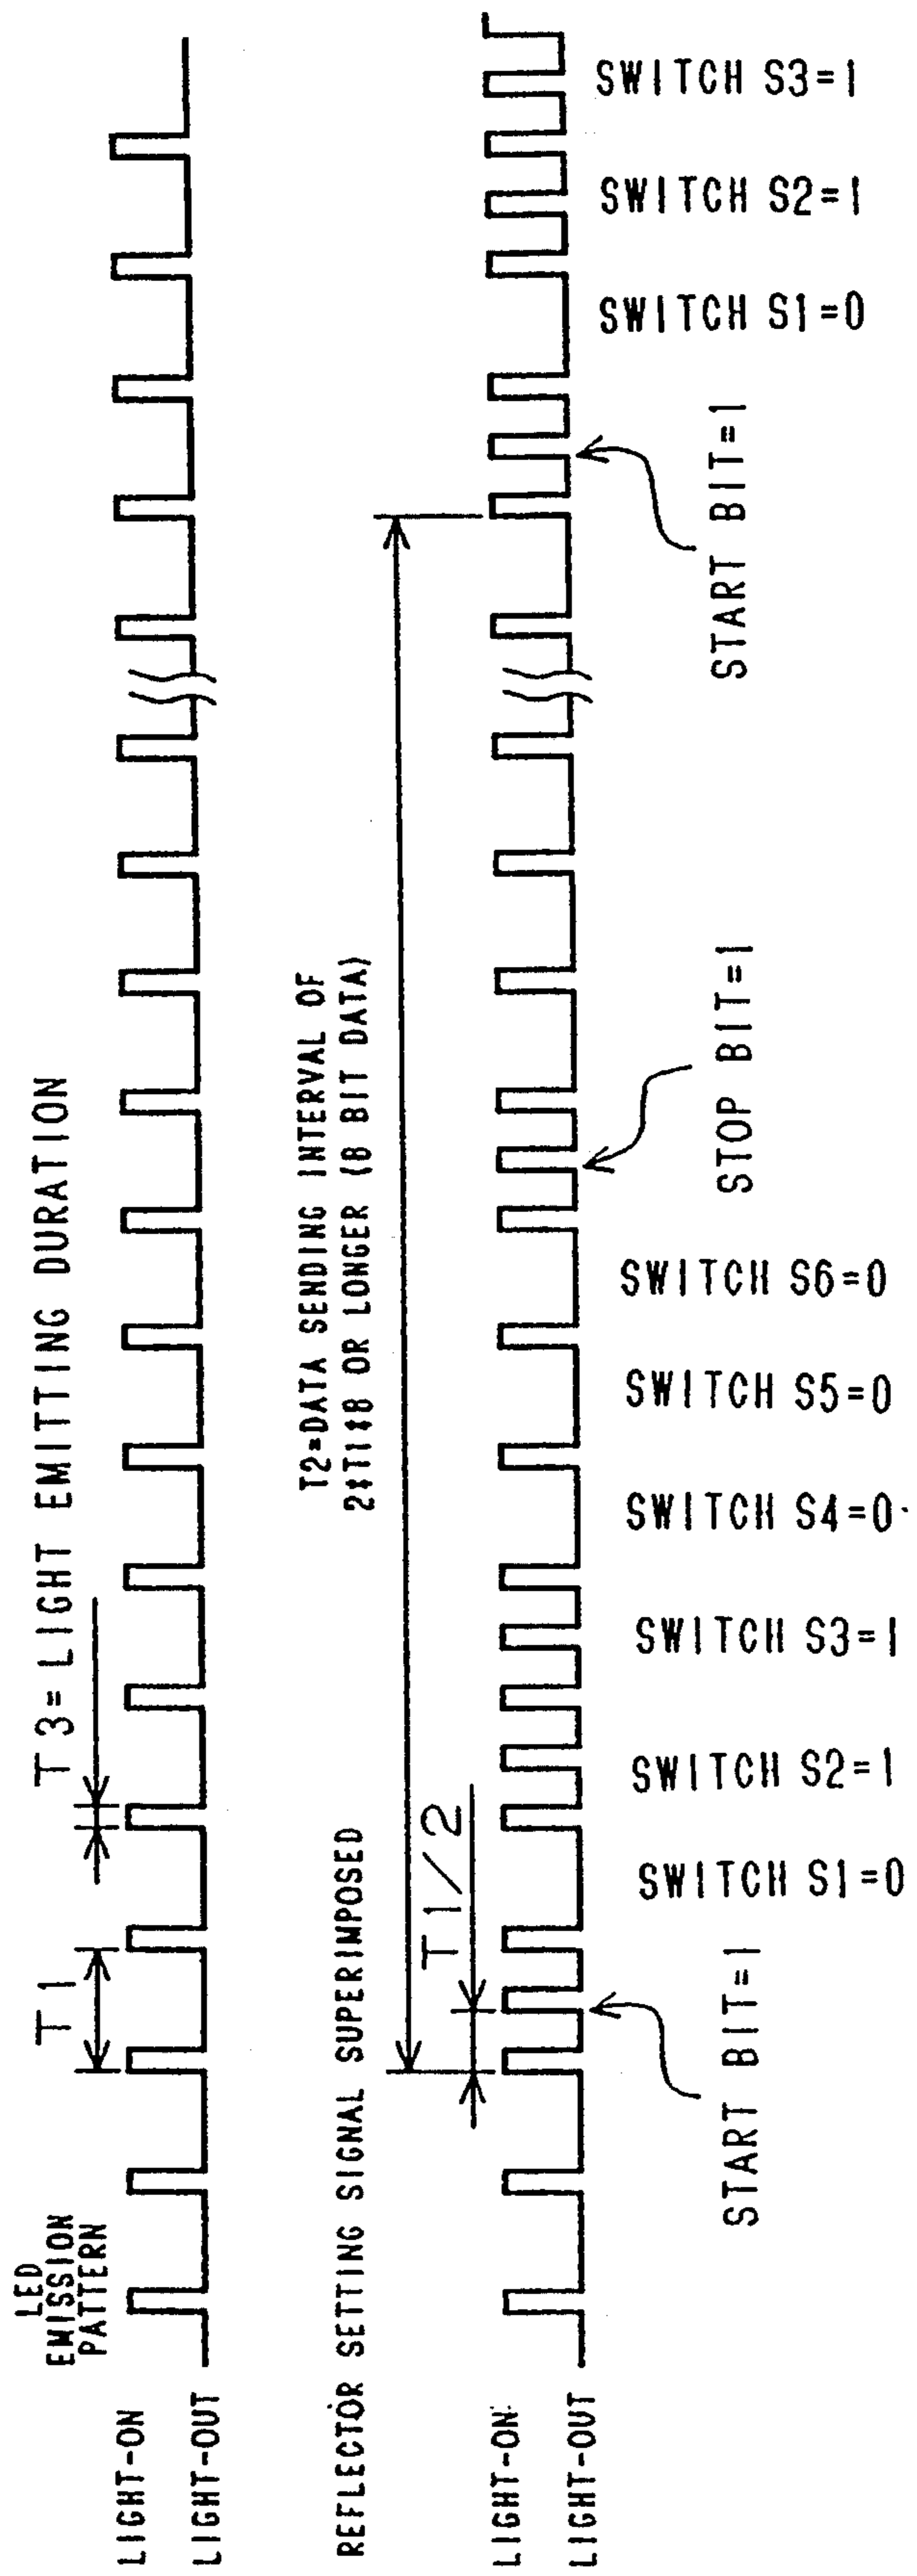 LED
EMISSION
PATTERN
LIGHT-ON
LIGHT-OUT
T1
T3=LIGHT EMITTING DURATION
REFLECTOR SETTING SIGNAL SUPERIMPOSED
T2=DATA SENDING INTERVAL OF
2*T1*8 OR LONGER (8 BIT DATA)
T1/2
LIGHT-ON
LIGHT-OUT
START BIT=1
SWITCH S1=0
SWITCH S2=1
SWITCH S3=1
SWITCH S4=0
SWITCH S5=0
SWITCH S6=0
STOP BIT=1
START BIT=1
SWITCH S1=0
SWITCH S2=1
SWITCH S3=1